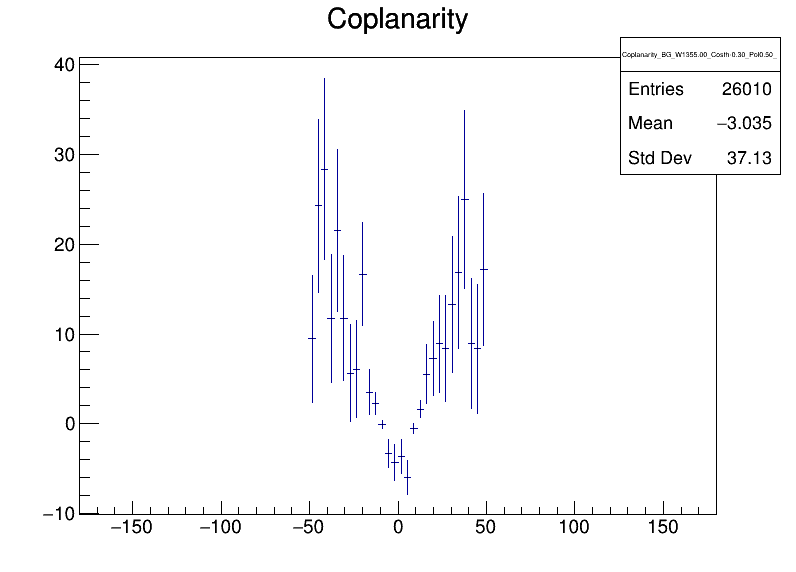 Coplanarity
Coplanarity_BG_W1355.00_Costh-0.30_Pol0.50_
Entries 26010
Mean −3.035
Std Dev 37.13
40
30
20
10
0
−10
−150 −100 −50 0 50 100 150